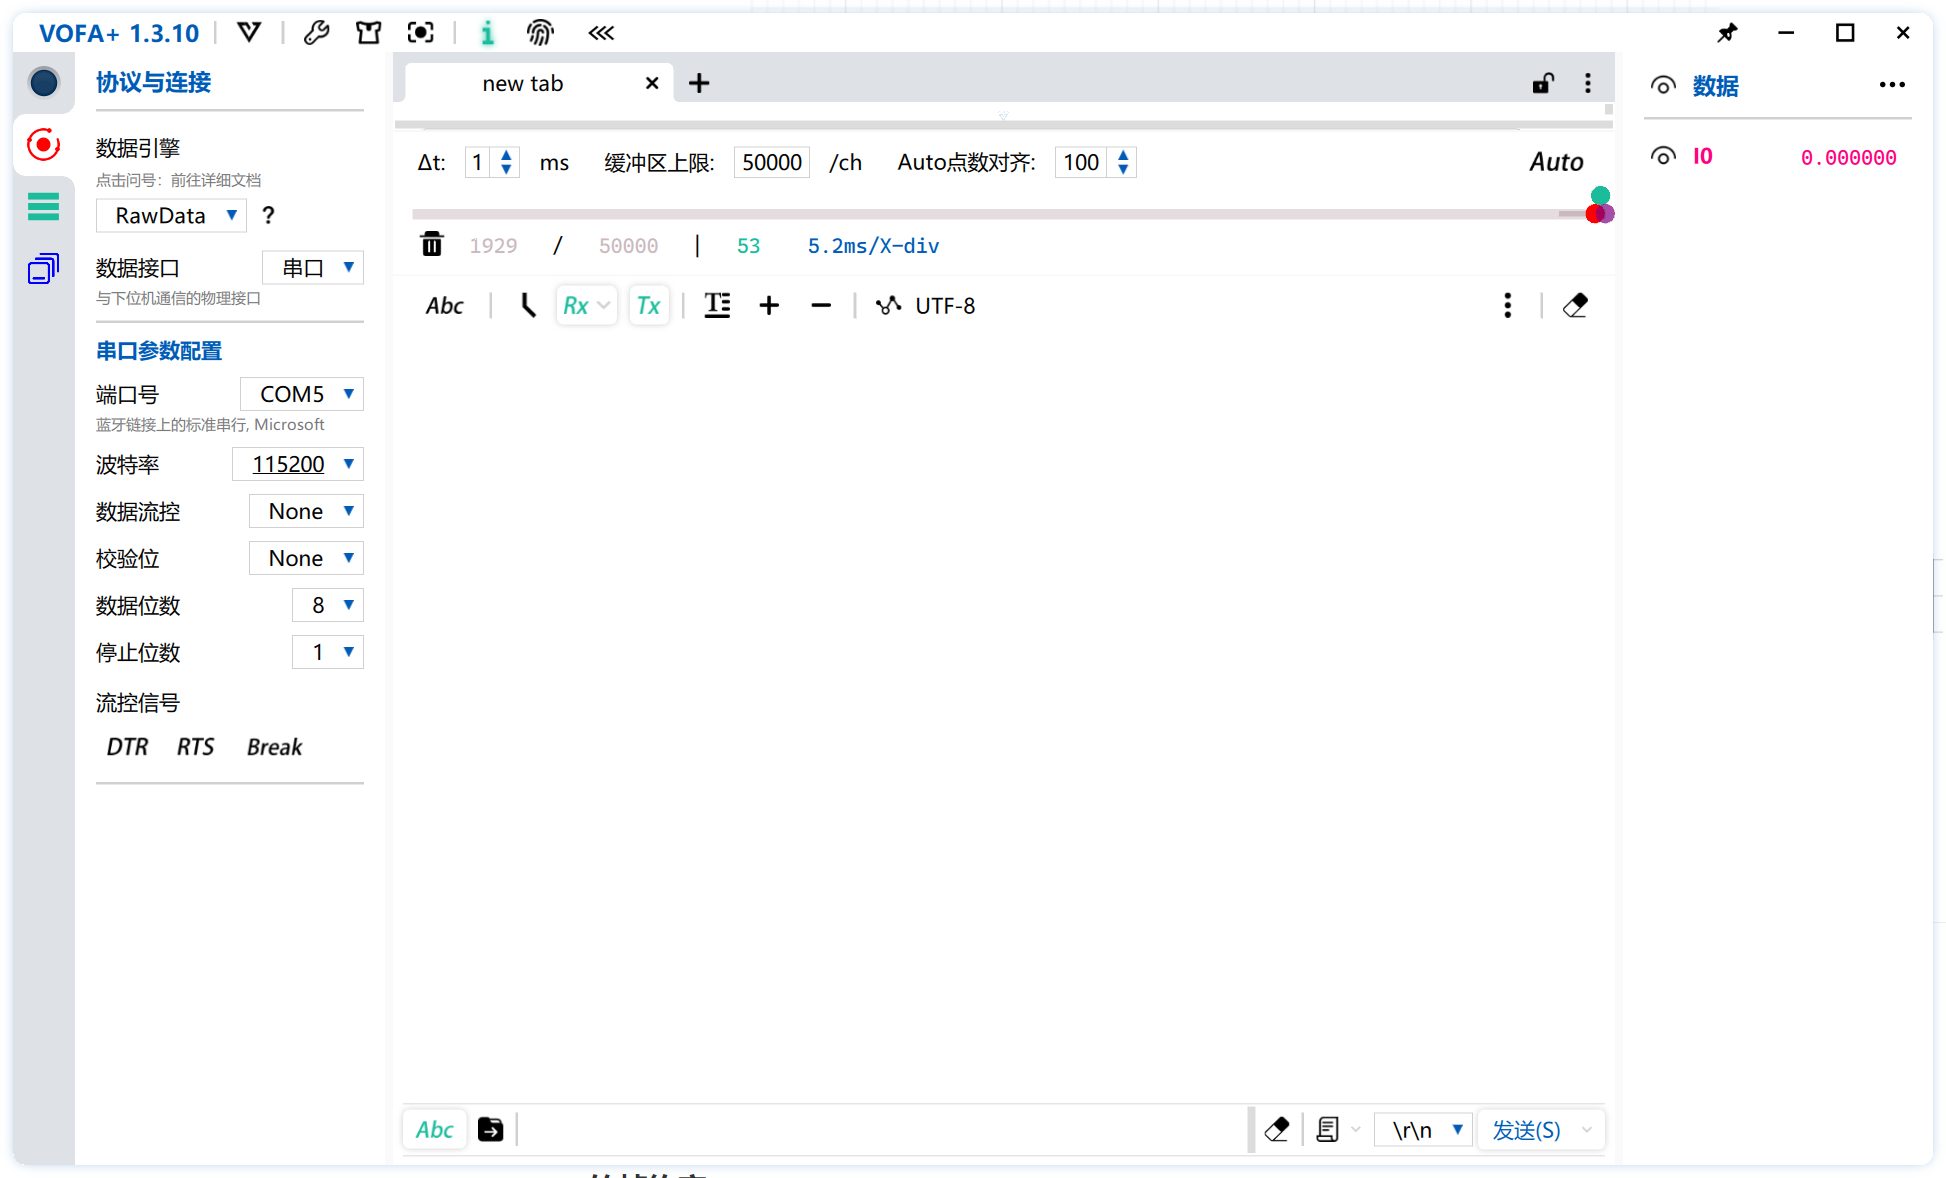 VOFA+ 1.3.10
协议与连接
数据引擎
点击问号：前往详细文档
RawData ?
数据接口 串口
与下位机通信的物理接口
串口参数配置
端口号 COM5
蓝牙链接上的标准串行, Microsoft
波特率 115200
数据流控 None
校验位 None
数据位数 8
停止位数 1
流控信号
DTR RTS Break
new tab
Δt: 1 ms 缓冲区上限: 50000 /ch Auto点数对齐: 100 Auto
1929 / 50000 | 53 5.2ms/X-div
Abc Rx Tx UTF-8
Abc \r\n 发送(S)
数据
I0 0.000000